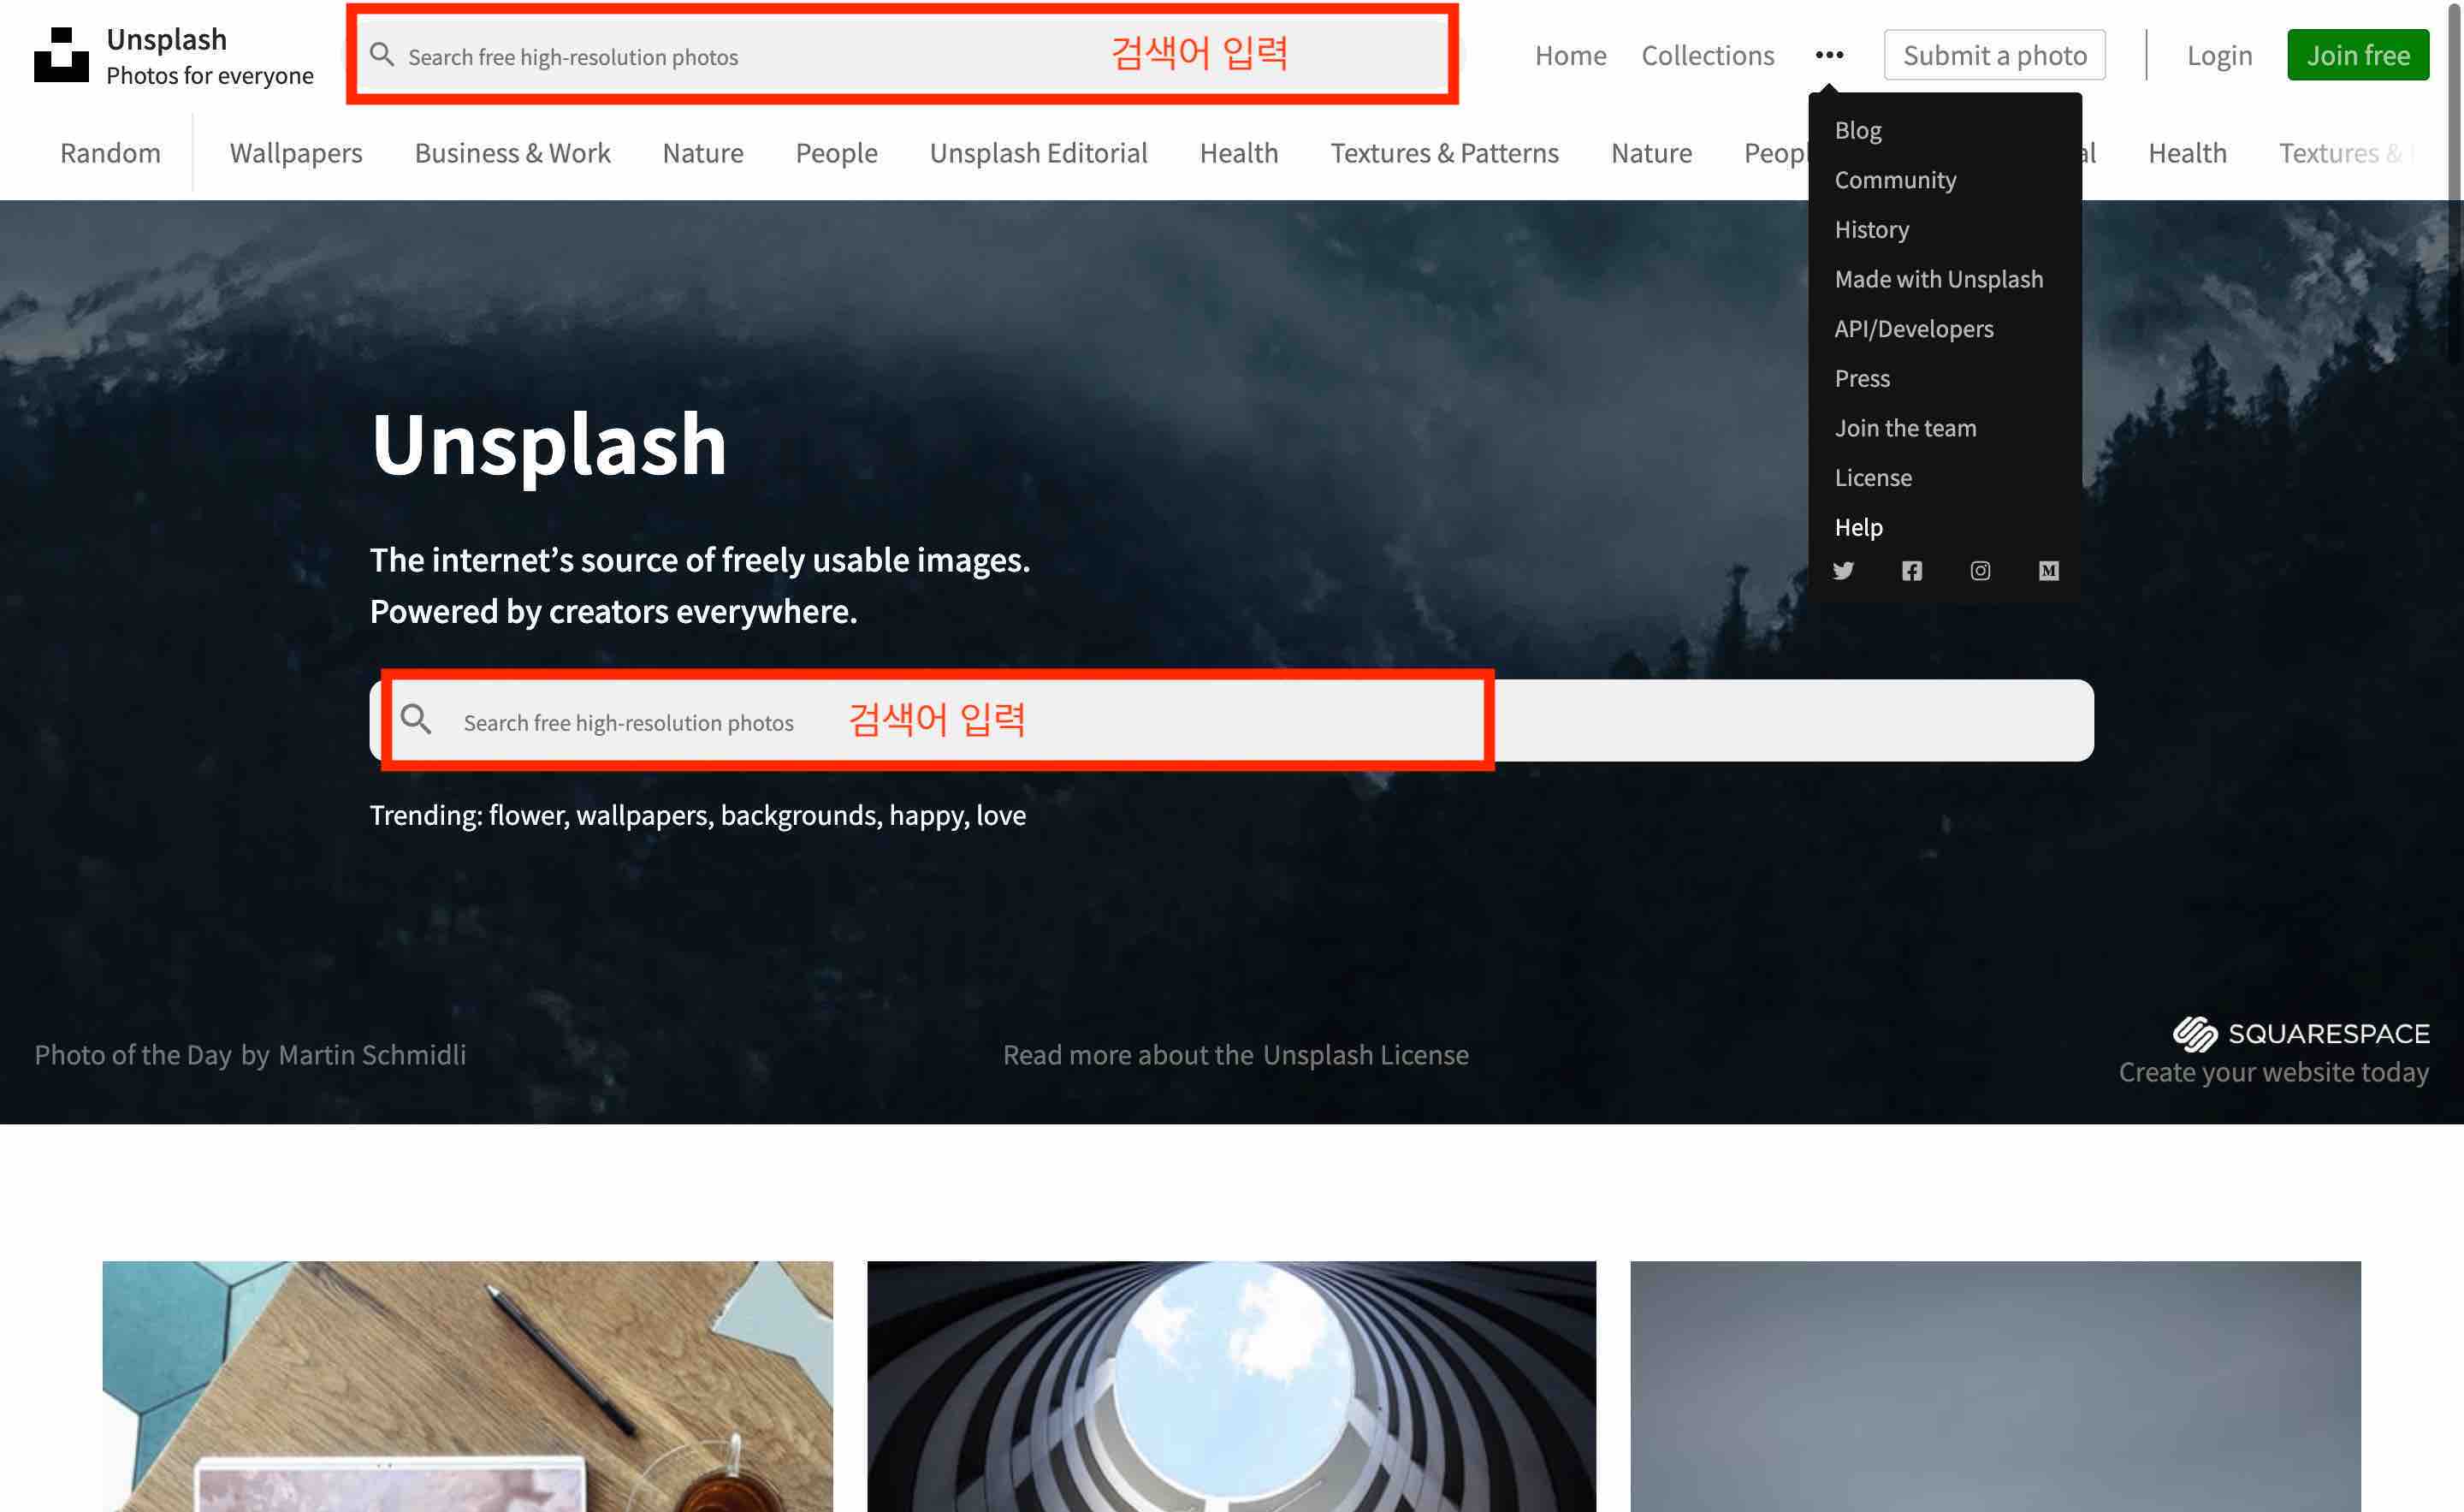 Unsplash
Photos for everyone
Search free high-resolution photos 검색어 입력
Home Collections ••• Submit a photo Login Join free
Random Wallpapers Business & Work Nature People Unsplash Editorial Health Textures & Patterns Nature Peopl al Health Textures &
Blog
Community
History
Made with Unsplash
API/Developers
Press
Join the team
License
Help
Unsplash
The internet’s source of freely usable images.
Powered by creators everywhere.
Search free high-resolution photos 검색어 입력
Trending: flower, wallpapers, backgrounds, happy, love
Photo of the Day by Martin Schmidli
Read more about the Unsplash License
SQUARESPACE
Create your website today